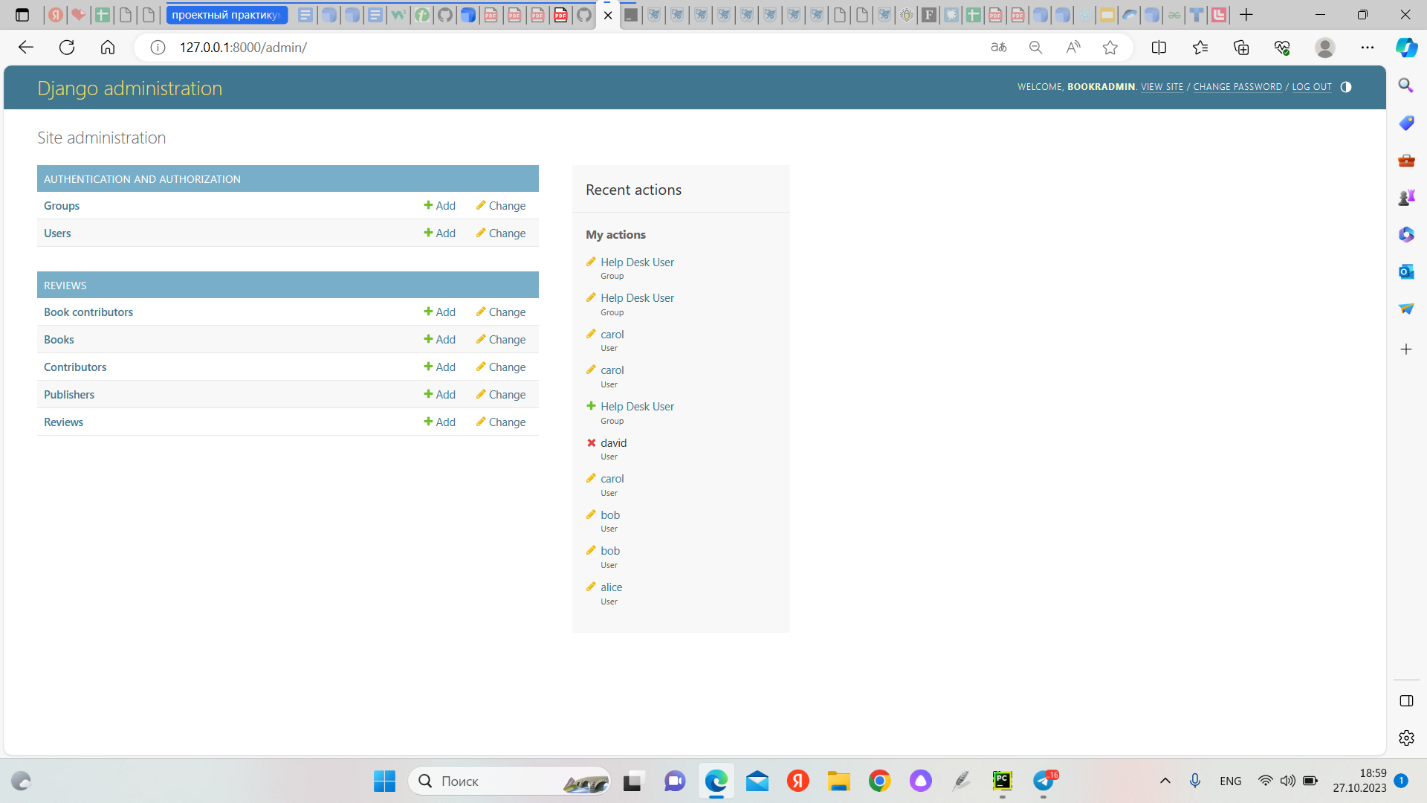 проектный практику
127.0.0.1:8000/admin/
Django administration
WELCOME, BOOKRADMIN. VIEW SITE / CHANGE PASSWORD / LOG OUT
Site administration
AUTHENTICATION AND AUTHORIZATION
Groups Add Change
Users Add Change
REVIEWS
Book contributors Add Change
Books Add Change
Contributors Add Change
Publishers Add Change
Reviews Add Change
Recent actions
My actions
Help Desk User
Group
Help Desk User
Group
carol
User
carol
User
Help Desk User
Group
david
User
carol
User
bob
User
bob
User
alice
User
Поиск
16
ENG
18:59
27.10.2023
1